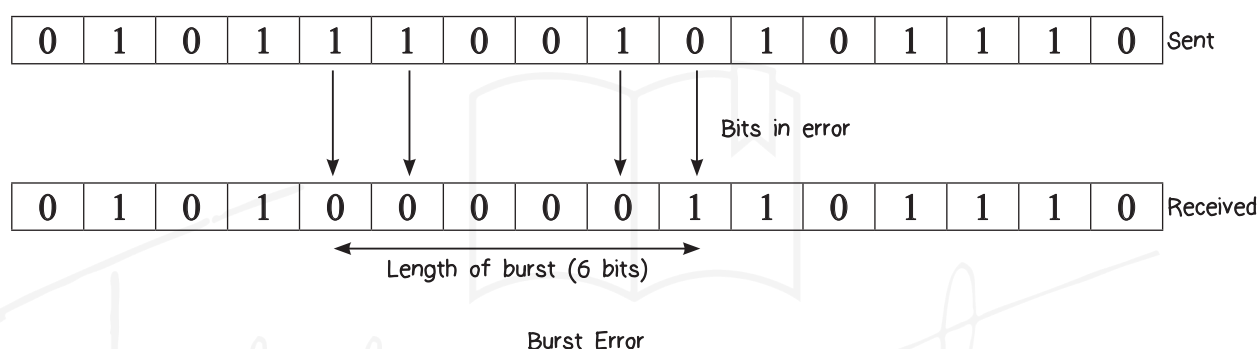 0 1 0 1 1 1 0 0 1 0 1 0 1 1 1 0 Sent
Bits in error
0 1 0 1 0 0 0 0 0 1 1 0 1 1 1 0 Received
Length of burst (6 bits)
Burst Error